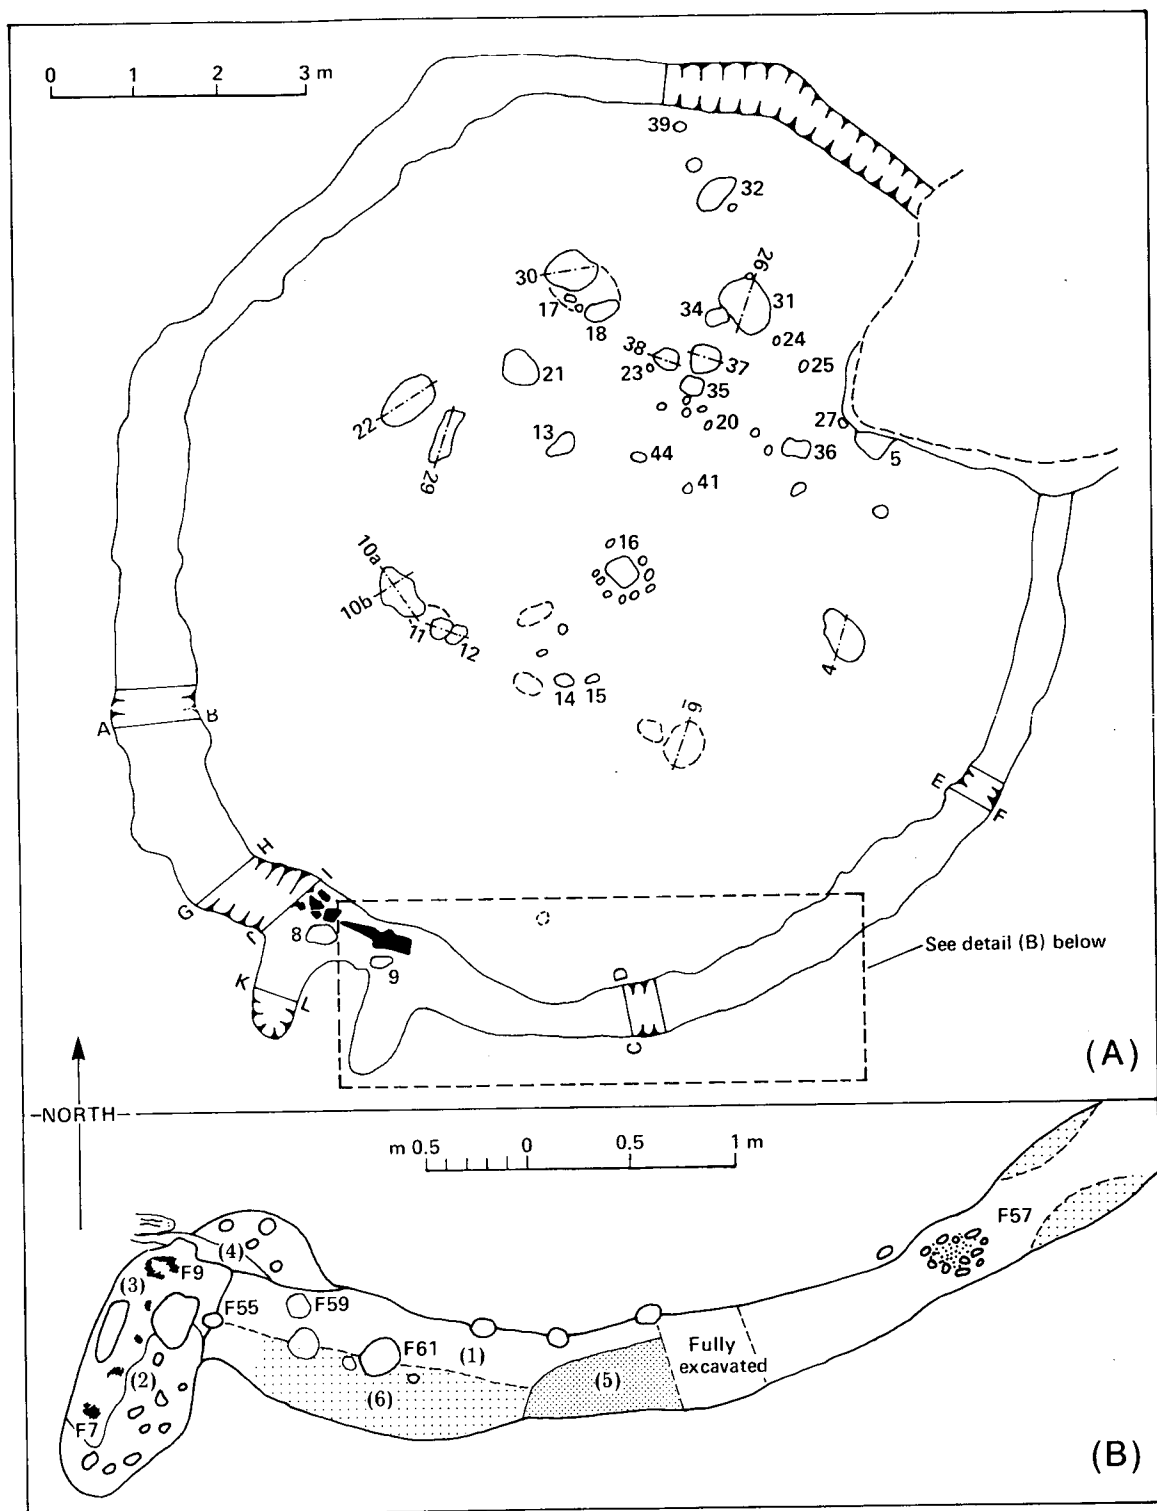 0 1 2 3 m
39
32
30
26
17
31
34
18
24
38
37
23
25
21
35
22
20
27
13
44
36
5
29
41
10a
16
10b
11
12
4
14 15
6
A B
E
F
H
I
G
J
8
9
See detail (B) below
K
L
D
C
(A)
NORTH
m 0.5 0 0.5 1 m
F57
(4)
F9
(3)
F55
F59
F61
(1)
Fully
excavated
(2)
(5)
(6)
F7
(B)